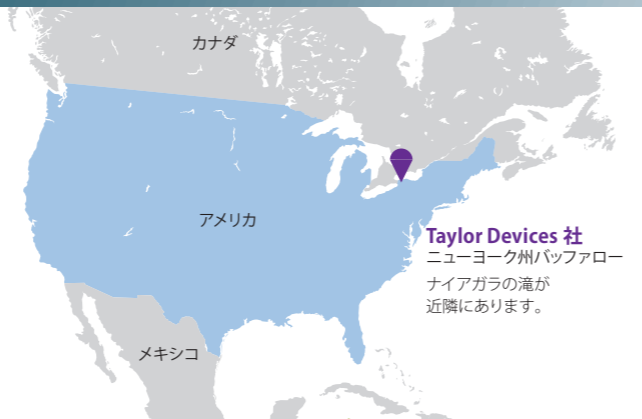 カナダ
アメリカ
Taylor Devices 社
ニューヨーク州バッファロー
ナイアガラの滝が
近隣にあります。
メキシコ